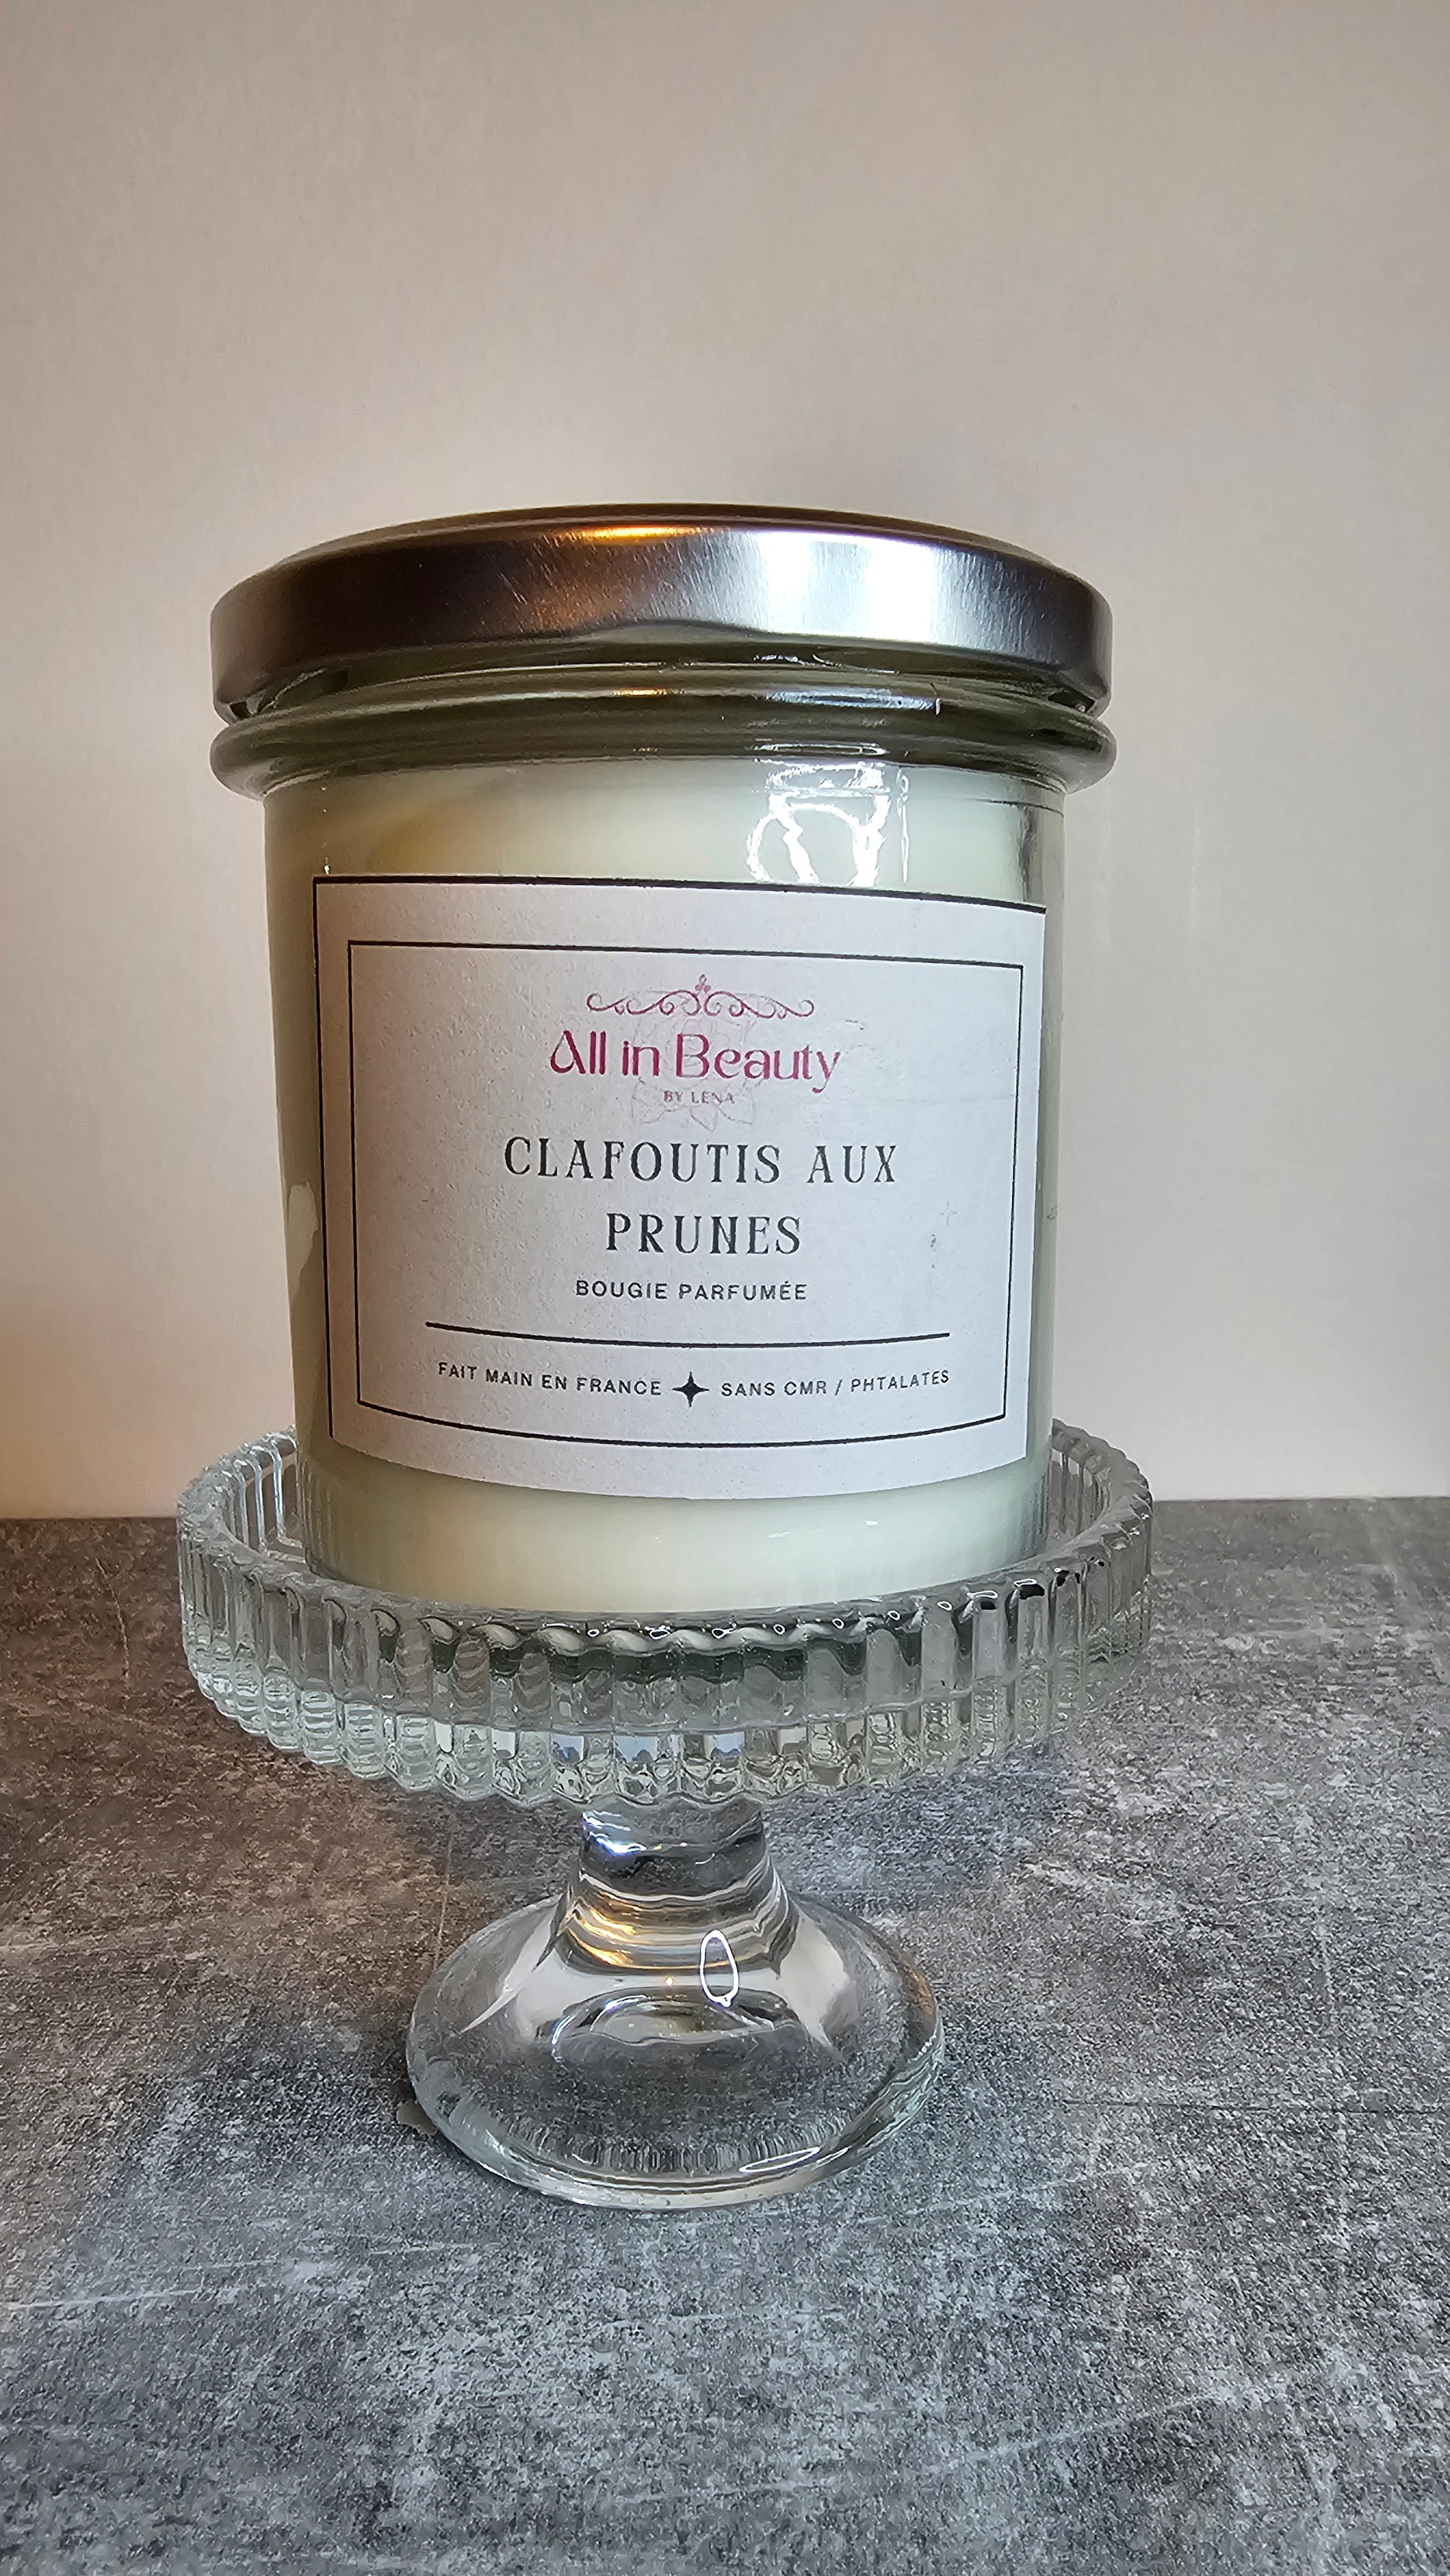 All in Beauty
BY LENA
CLAFOUTIS AUX
PRUNES
BOUGIE PARFUMÉE
FAIT MAIN EN FRANCE SANS CMR / PHTALATES